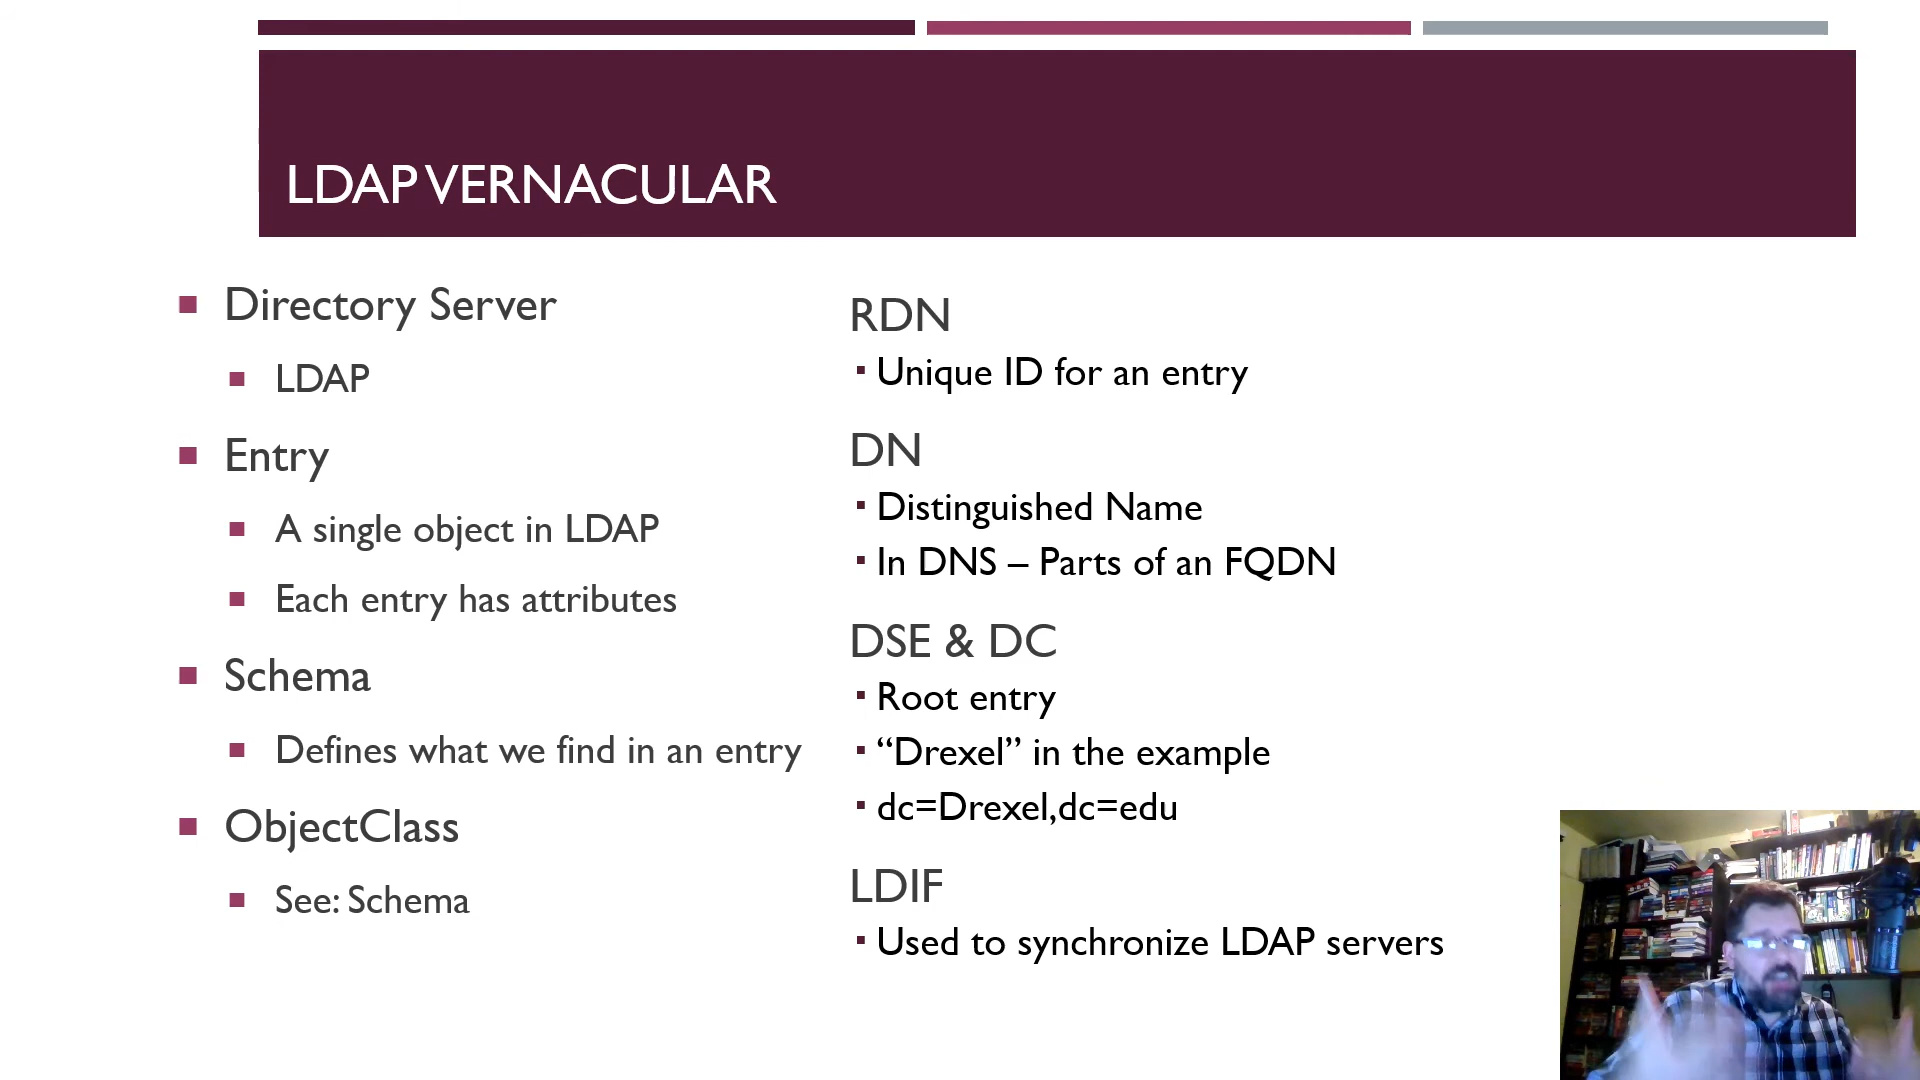 LDAP VERNACULAR
Directory Server
LDAP
Entry
A single object in LDAP
Each entry has attributes
Schema
Defines what we find in an entry
ObjectClass
See: Schema
RDN
Unique ID for an entry
DN
Distinguished Name
In DNS – Parts of an FQDN
DSE & DC
Root entry
“Drexel” in the example
dc=Drexel,dc=edu
LDIF
Used to synchronize LDAP servers